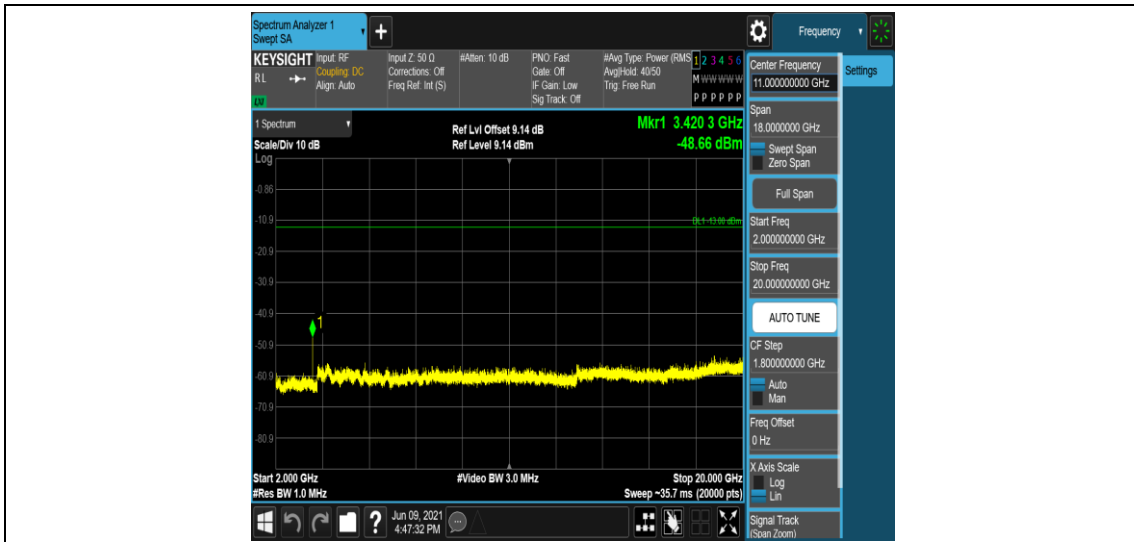 Spectrum Analyzer 1
Swept SA
Frequency
KEYSIGHT
RL
LXI
Input: RF
Coupling: DC
Align: Auto
Input Z: 50 Ω
Corrections: Off
Freq Ref: Int (S)
#Atten: 10 dB
PNO: Fast
Gate: Off
IF Gain: Low
Sig Track: Off
#Avg Type: Power (RMS
Avg|Hold: 40/50
Trig: Free Run
1 2 3 4 5 6
M W W W W W
P P P P P P
1 Spectrum
Scale/Div 10 dB
Log
Ref Lvl Offset 9.14 dB
Ref Level 9.14 dBm
Mkr1 3.420 3 GHz
-48.66 dBm
-0.86
-10.9
DL1 -13.00 dBm
-20.9
-30.9
-40.9
1
-50.9
-60.9
-70.9
-80.9
Start 2.000 GHz
#Video BW 3.0 MHz
Stop 20.000 GHz
#Res BW 1.0 MHz
Sweep ~35.7 ms (20000 pts)
Center Frequency
11.000000000 GHz
Settings
Span
18.0000000 GHz
Swept Span
Zero Span
Full Span
Start Freq
2.000000000 GHz
Stop Freq
20.000000000 GHz
AUTO TUNE
CF Step
1.800000000 GHz
Auto
Man
Freq Offset
0 Hz
X Axis Scale
Log
Lin
Signal Track
(Span Zoom)
?
Jun 09, 2021
4:47:32 PM